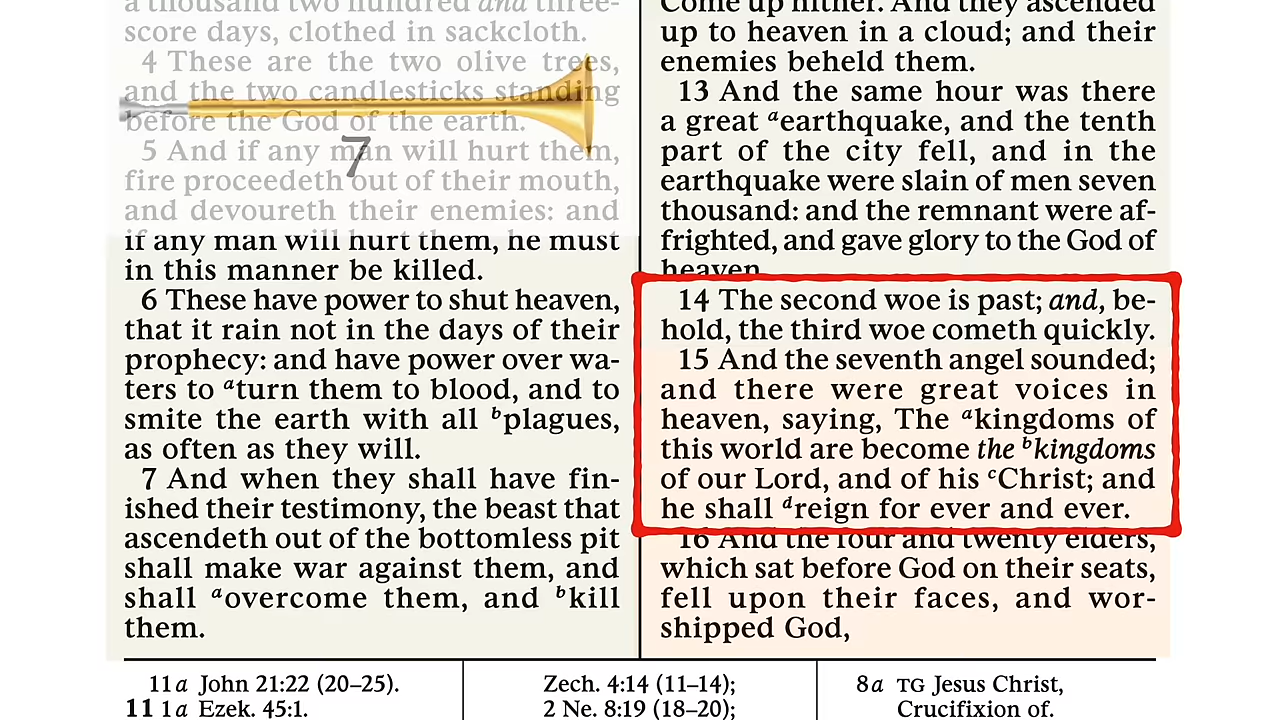 a thousand two hundred and three-
score days, clothed in sackcloth.
4 These are the two olive trees,
and the two candlesticks standing
before the God of the earth.
7
5 And if any man will hurt them,
fire proceedeth out of their mouth,
and devoureth their enemies: and
if any man will hurt them, he must
in this manner be killed.
6 These have power to shut heaven,
that it rain not in the days of their
prophecy: and have power over wa-
ters to aturn them to blood, and to
smite the earth with all bplagues,
as often as they will.
7 And when they shall have fin-
ished their testimony, the beast that
ascendeth out of the bottomless pit
shall make war against them, and
shall aovercome them, and bkill
them.
Come up hither. And they ascended
up to heaven in a cloud; and their
enemies beheld them.
13 And the same hour was there
a great aearthquake, and the tenth
part of the city fell, and in the
earthquake were slain of men seven
thousand: and the remnant were af-
frighted, and gave glory to the God of
heaven
14 The second woe is past; and, be-
hold, the third woe cometh quickly.
15 And the seventh angel sounded;
and there were great voices in
heaven, saying, The akingdoms of
this world are become the bkingdoms
of our Lord, and of his cChrist; and
he shall dreign for ever and ever.
16 And the four and twenty elders,
which sat before God on their seats,
fell upon their faces, and wor-
shipped God,
11a John 21:22 (20–25).
11 1a Ezek. 45:1.
Zech. 4:14 (11–14);
2 Ne. 8:19 (18–20);
8a TG Jesus Christ,
Crucifixion of.